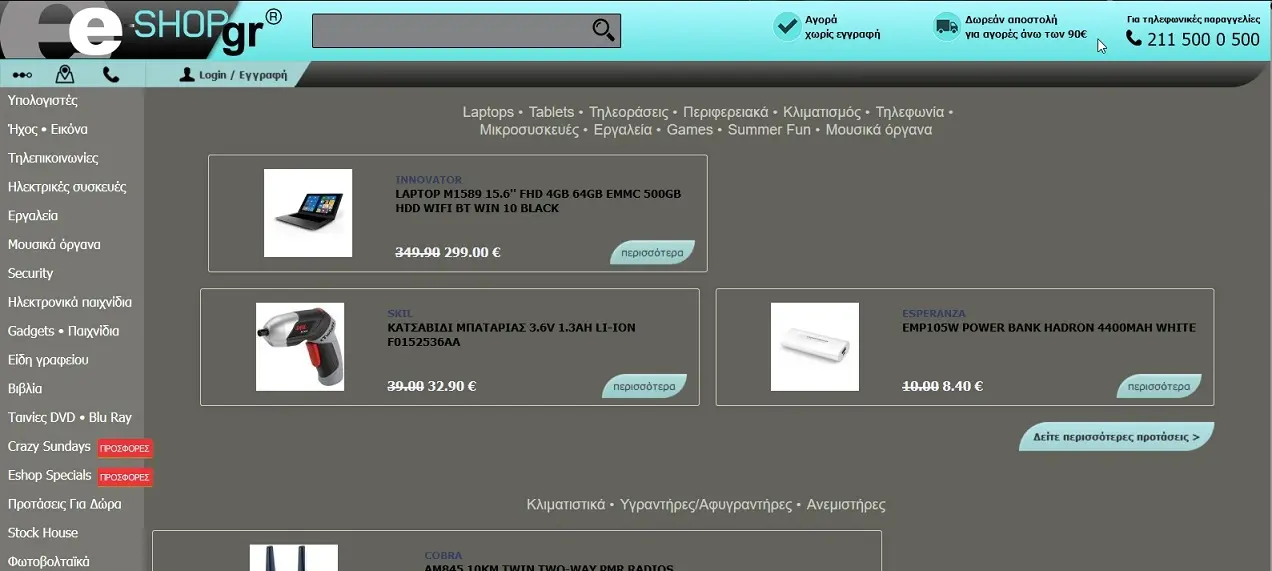 e-SHOP.gr®
Αγορά
χωρίς εγγραφή
Δωρεάν αποστολή
για αγορές άνω των 90€
Για τηλεφωνικές παραγγελίες
211 500 0 500
Login / Εγγραφή
Υπολογιστές
Ήχος • Εικόνα
Τηλεπικοινωνίες
Ηλεκτρικές συσκευές
Εργαλεία
Μουσικά όργανα
Security
Ηλεκτρονικά παιχνίδια
Gadgets • Παιχνίδια
Είδη γραφείου
Βιβλία
Ταινίες DVD • Blu Ray
Crazy Sundays ΠΡΟΣΦΟΡΕΣ
Eshop Specials ΠΡΟΣΦΟΡΕΣ
Προτάσεις Για Δώρα
Stock House
Φωτοβολταϊκά
Laptops • Tablets • Τηλεοράσεις • Περιφερειακά • Κλιματισμός • Τηλεφωνία •
Μικροσυσκευές • Εργαλεία • Games • Summer Fun • Μουσικά όργανα
INNOVATOR
LAPTOP M1589 15.6'' FHD 4GB 64GB EMMC 500GB
HDD WIFI BT WIN 10 BLACK
349.90 299.00 €
περισσότερα
SKIL
ΚΑΤΣΑΒΙΔΙ ΜΠΑΤΑΡΙΑΣ 3.6V 1.3AH LI-ION
F0152536AA
39.00 32.90 €
περισσότερα
ESPERANZA
EMP105W POWER BANK HADRON 4400MAH WHITE
10.00 8.40 €
περισσότερα
Δείτε περισσότερες προτάσεις >
Κλιματιστικά • Υγραντήρες/Αφυγραντήρες • Ανεμιστήρες
COBRA
AM845 10KM TWIN TWO-WAY PMR RADIOS